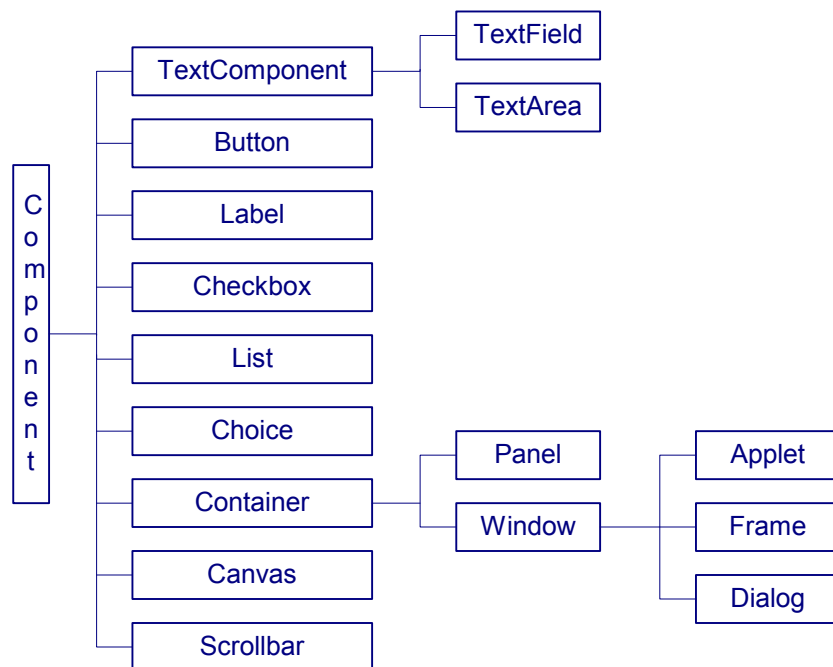 Component
TextComponent
TextField
TextArea
Button
Label
Checkbox
List
Choice
Container
Panel
Window
Applet
Frame
Dialog
Canvas
Scrollbar